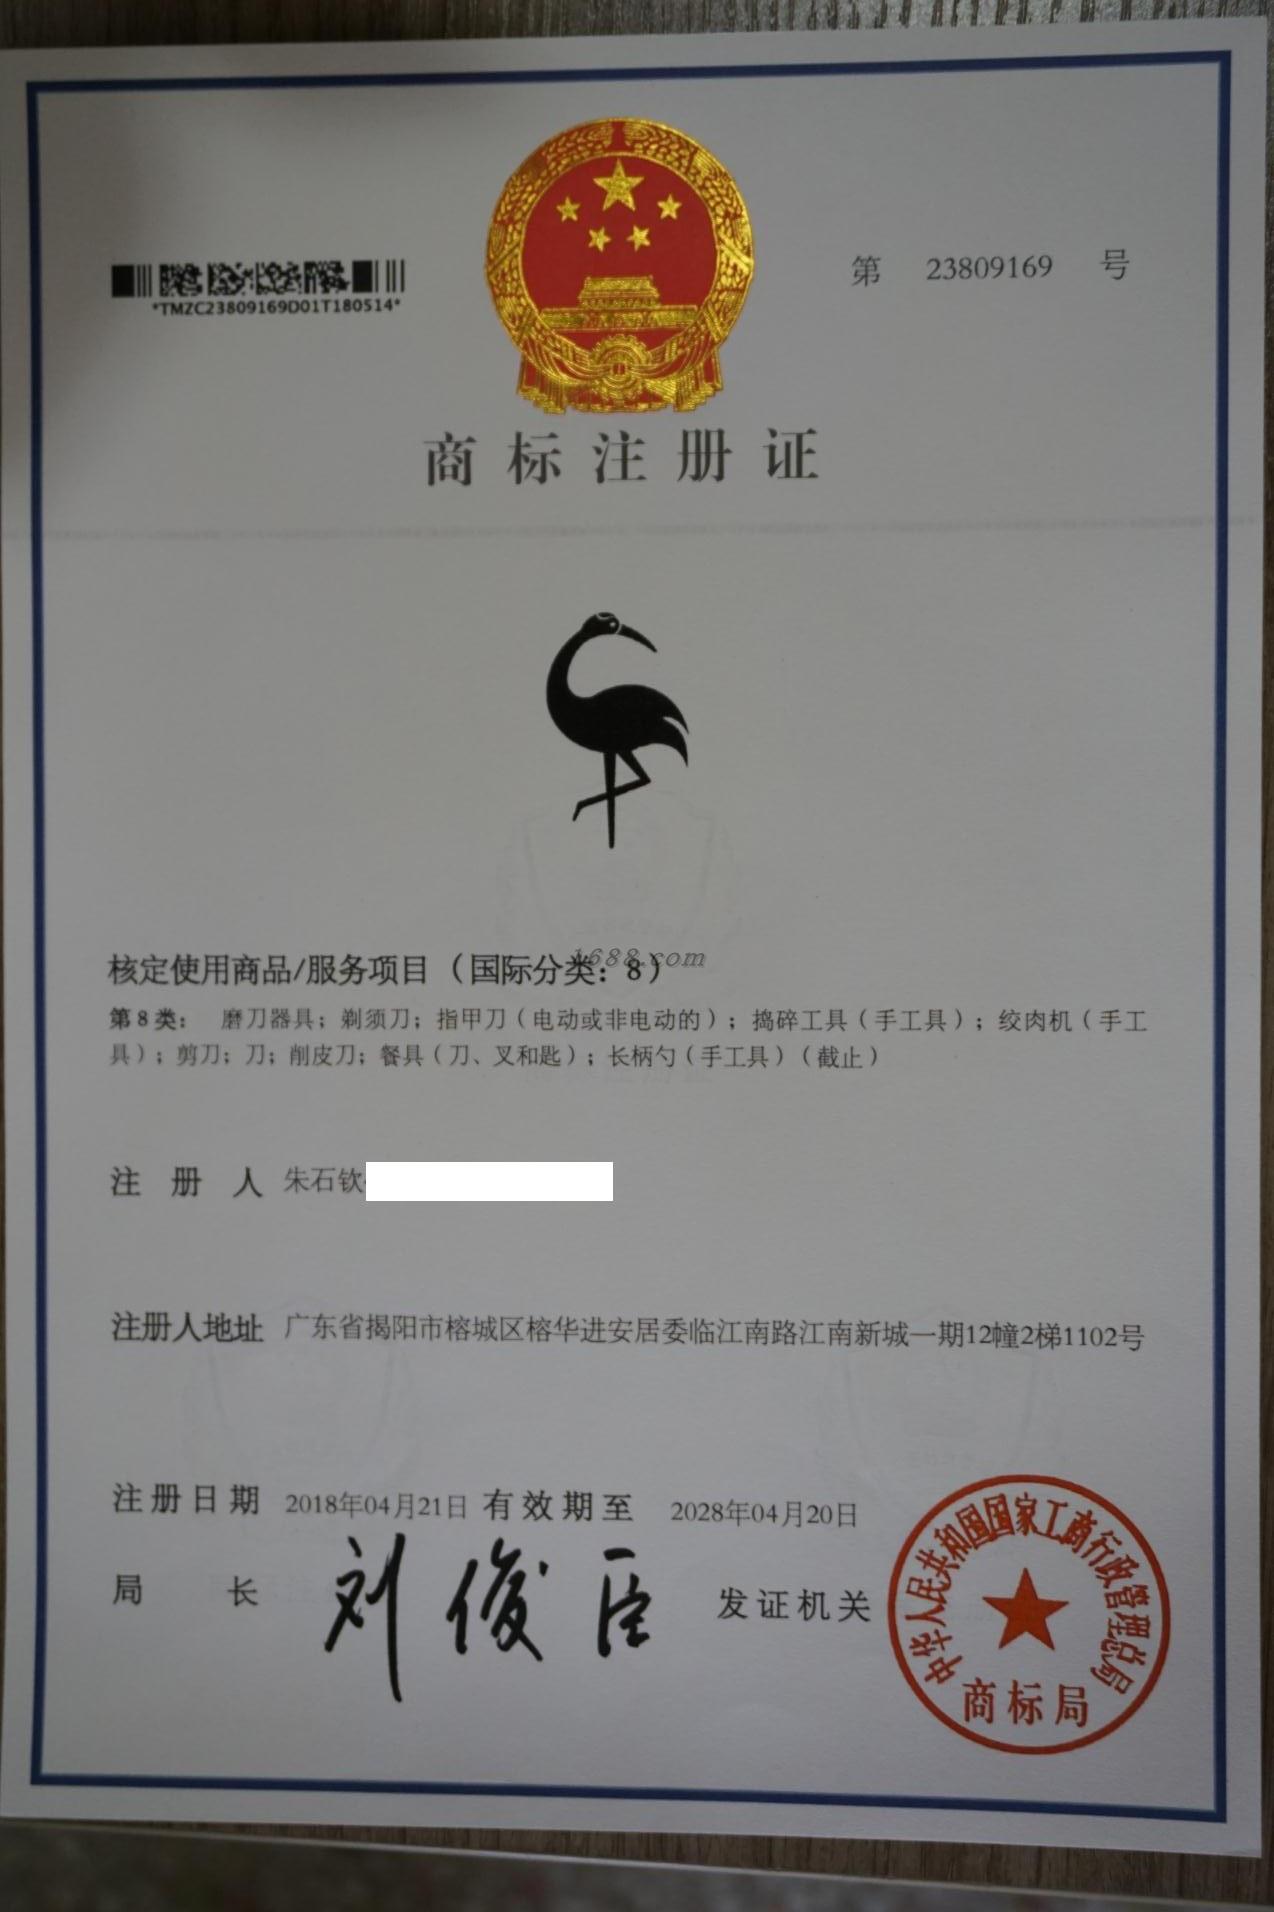 第 23809169 号
*TMZC23809169D01T180514*
商标注册证
1688.com
核定使用商品/服务项目（国际分类：8）
第8类： 磨刀器具；剃须刀；指甲刀（电动或非电动的）；捣碎工具（手工具）；绞肉机（手工
具）；剪刀；刀；削皮刀；餐具（刀、叉和匙）；长柄勺（手工具）（截止）
注册人 朱石钦
注册人地址 广东省揭阳市榕城区榕华进安居委临江南路江南新城一期12幢2梯1102号
注册日期 2018年04月21日 有效期至 2028年04月20日
局长 刘俊臣 发证机关
中华人民共和国国家工商行政管理总局
商标局